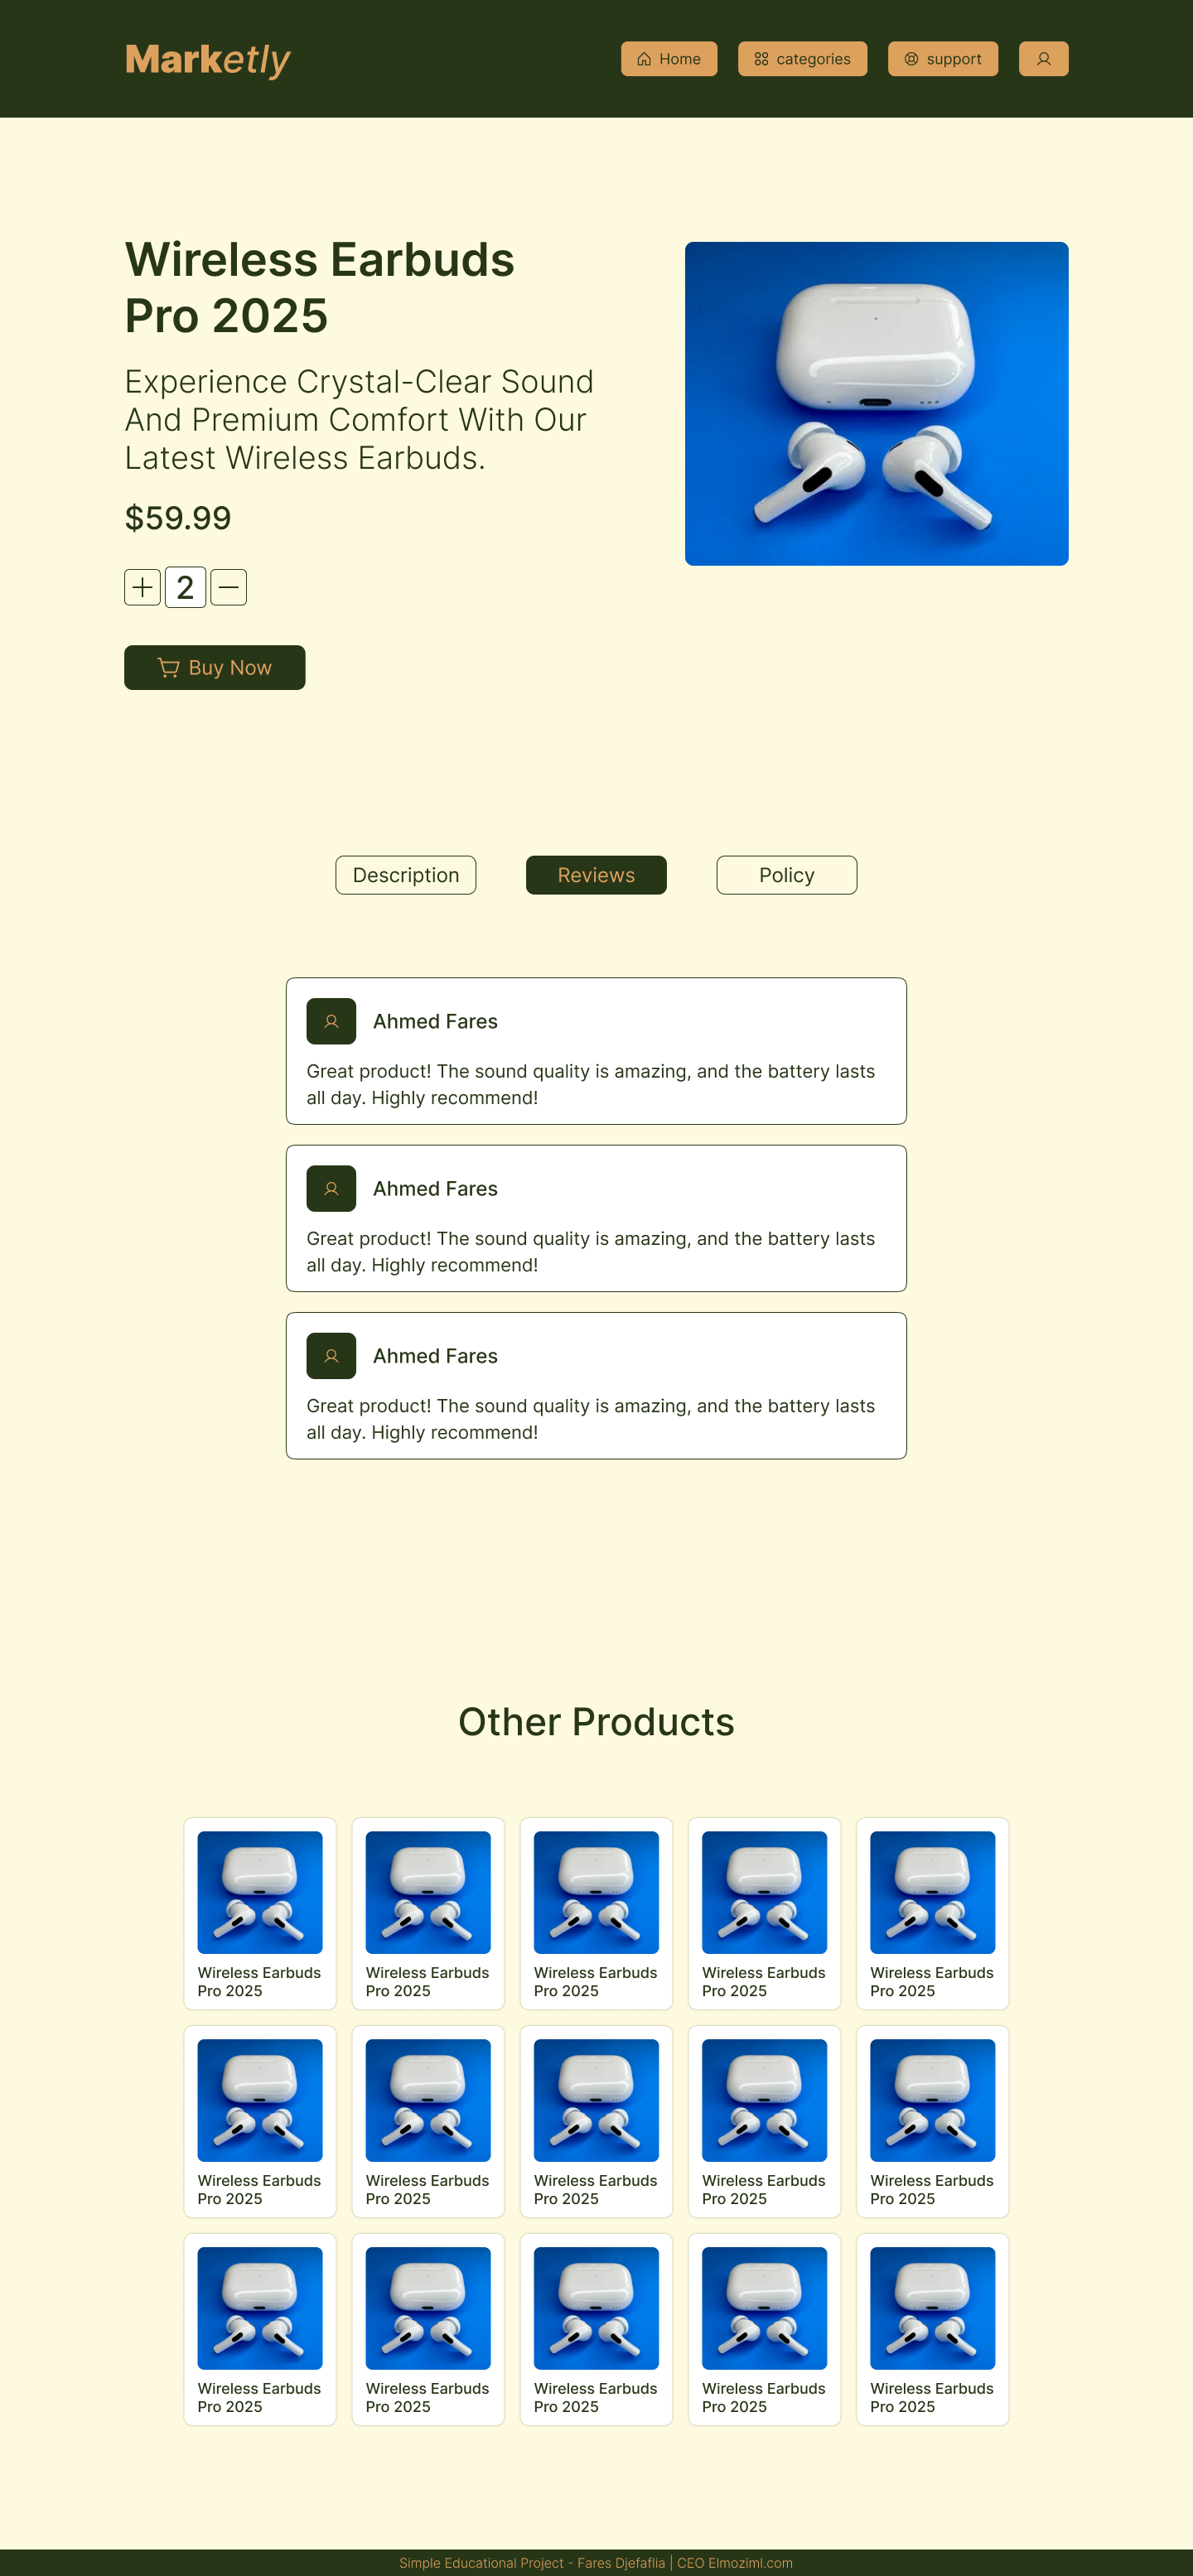 Marketly
Home
categories
support
Wireless Earbuds
Pro 2025
Experience Crystal-Clear Sound
And Premium Comfort With Our
Latest Wireless Earbuds.
$59.99
2
Buy Now
Description
Reviews
Policy
Ahmed Fares
Great product! The sound quality is amazing, and the battery lasts
all day. Highly recommend!
Ahmed Fares
Great product! The sound quality is amazing, and the battery lasts
all day. Highly recommend!
Ahmed Fares
Great product! The sound quality is amazing, and the battery lasts
all day. Highly recommend!
Other Products
Wireless Earbuds
Pro 2025
Wireless Earbuds
Pro 2025
Wireless Earbuds
Pro 2025
Wireless Earbuds
Pro 2025
Wireless Earbuds
Pro 2025
Wireless Earbuds
Pro 2025
Wireless Earbuds
Pro 2025
Wireless Earbuds
Pro 2025
Wireless Earbuds
Pro 2025
Wireless Earbuds
Pro 2025
Wireless Earbuds
Pro 2025
Wireless Earbuds
Pro 2025
Wireless Earbuds
Pro 2025
Wireless Earbuds
Pro 2025
Wireless Earbuds
Pro 2025
Simple Educational Project - Fares Djefaflia | CEO Elmoziml.com